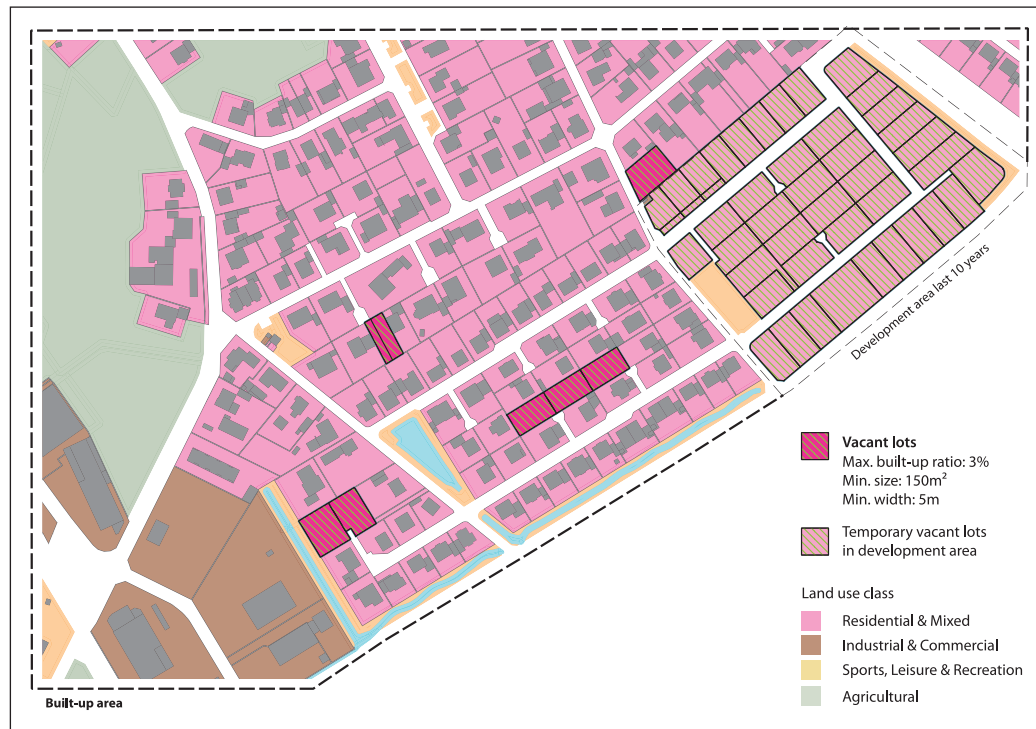 Development area last 10 years
Vacant lots
Max. built-up ratio: 3%
Min. size: 150m²
Min. width: 5m
Temporary vacant lots
in development area
Land use class
Residential & Mixed
Industrial & Commercial
Sports, Leisure & Recreation
Agricultural
Built-up area